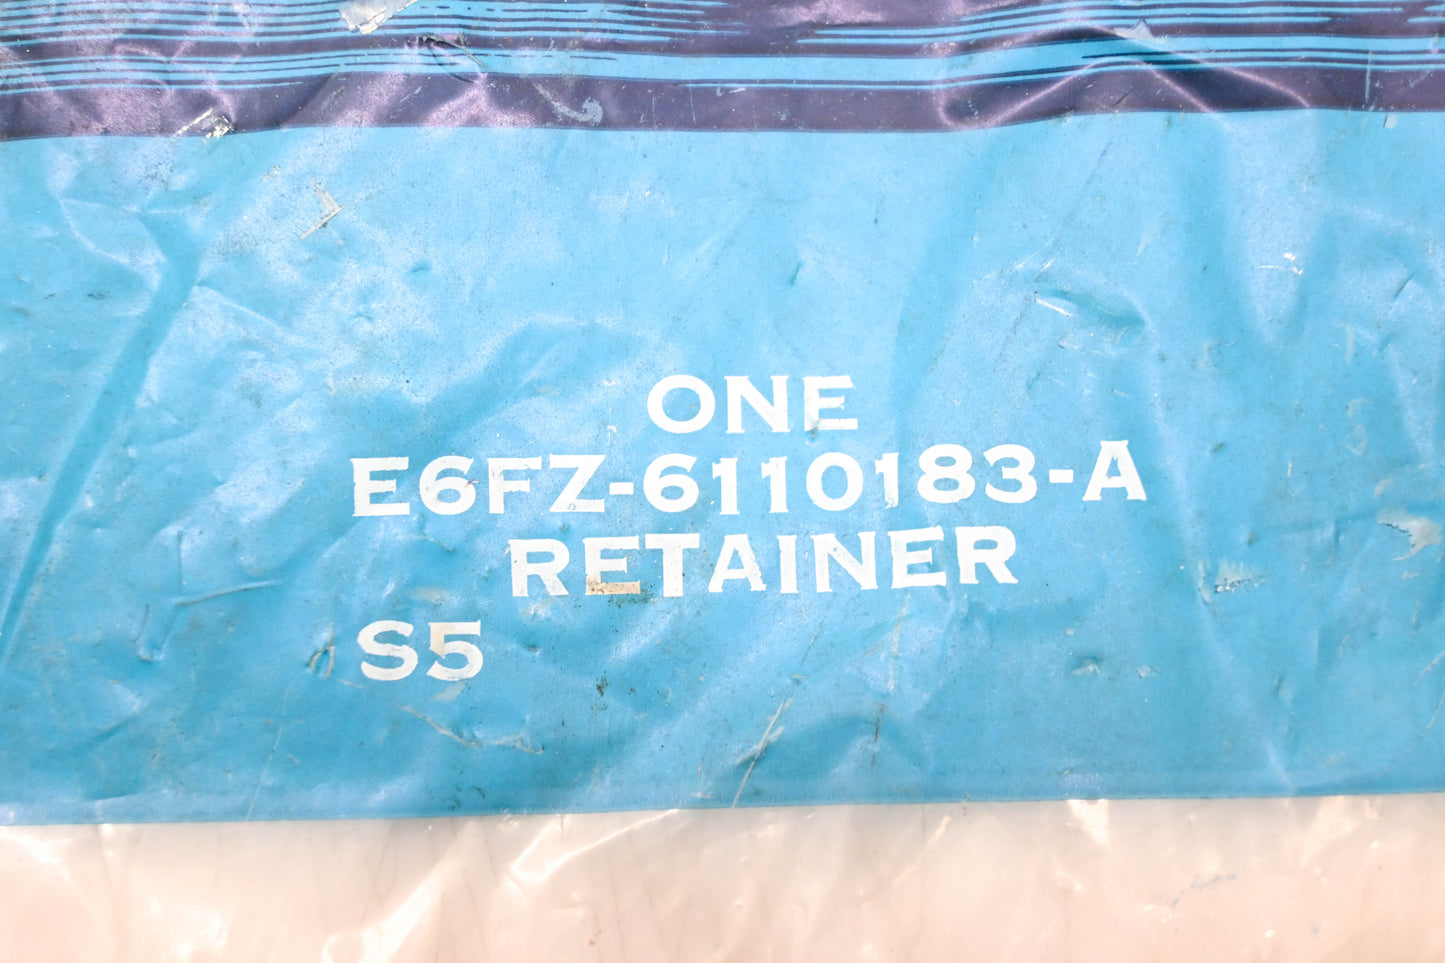 ONE
E6FZ-6110183-A
RETAINER
S5